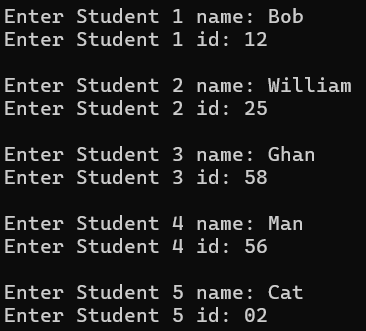 Enter Student 1 name: Bob
Enter Student 1 id: 12
Enter Student 2 name: William
Enter Student 2 id: 25
Enter Student 3 name: Ghan
Enter Student 3 id: 58
Enter Student 4 name: Man
Enter Student 4 id: 56
Enter Student 5 name: Cat
Enter Student 5 id: 02